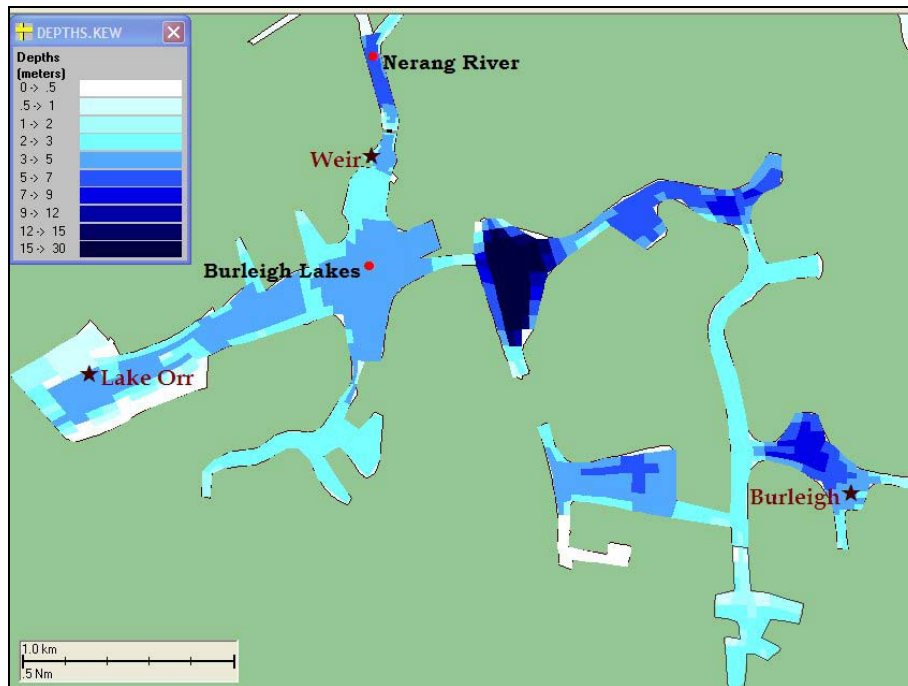 DEPTHS.KEW
Depths
(meters)
0 -> .5
.5 -> 1
1 -> 2
2 -> 3
3 -> 5
5 -> 7
7 -> 9
9 -> 12
12 -> 15
15 -> 30
Nerang River
Weir
Burleigh Lakes
Lake Orr
Burleigh
1.0 km
.5 Nm